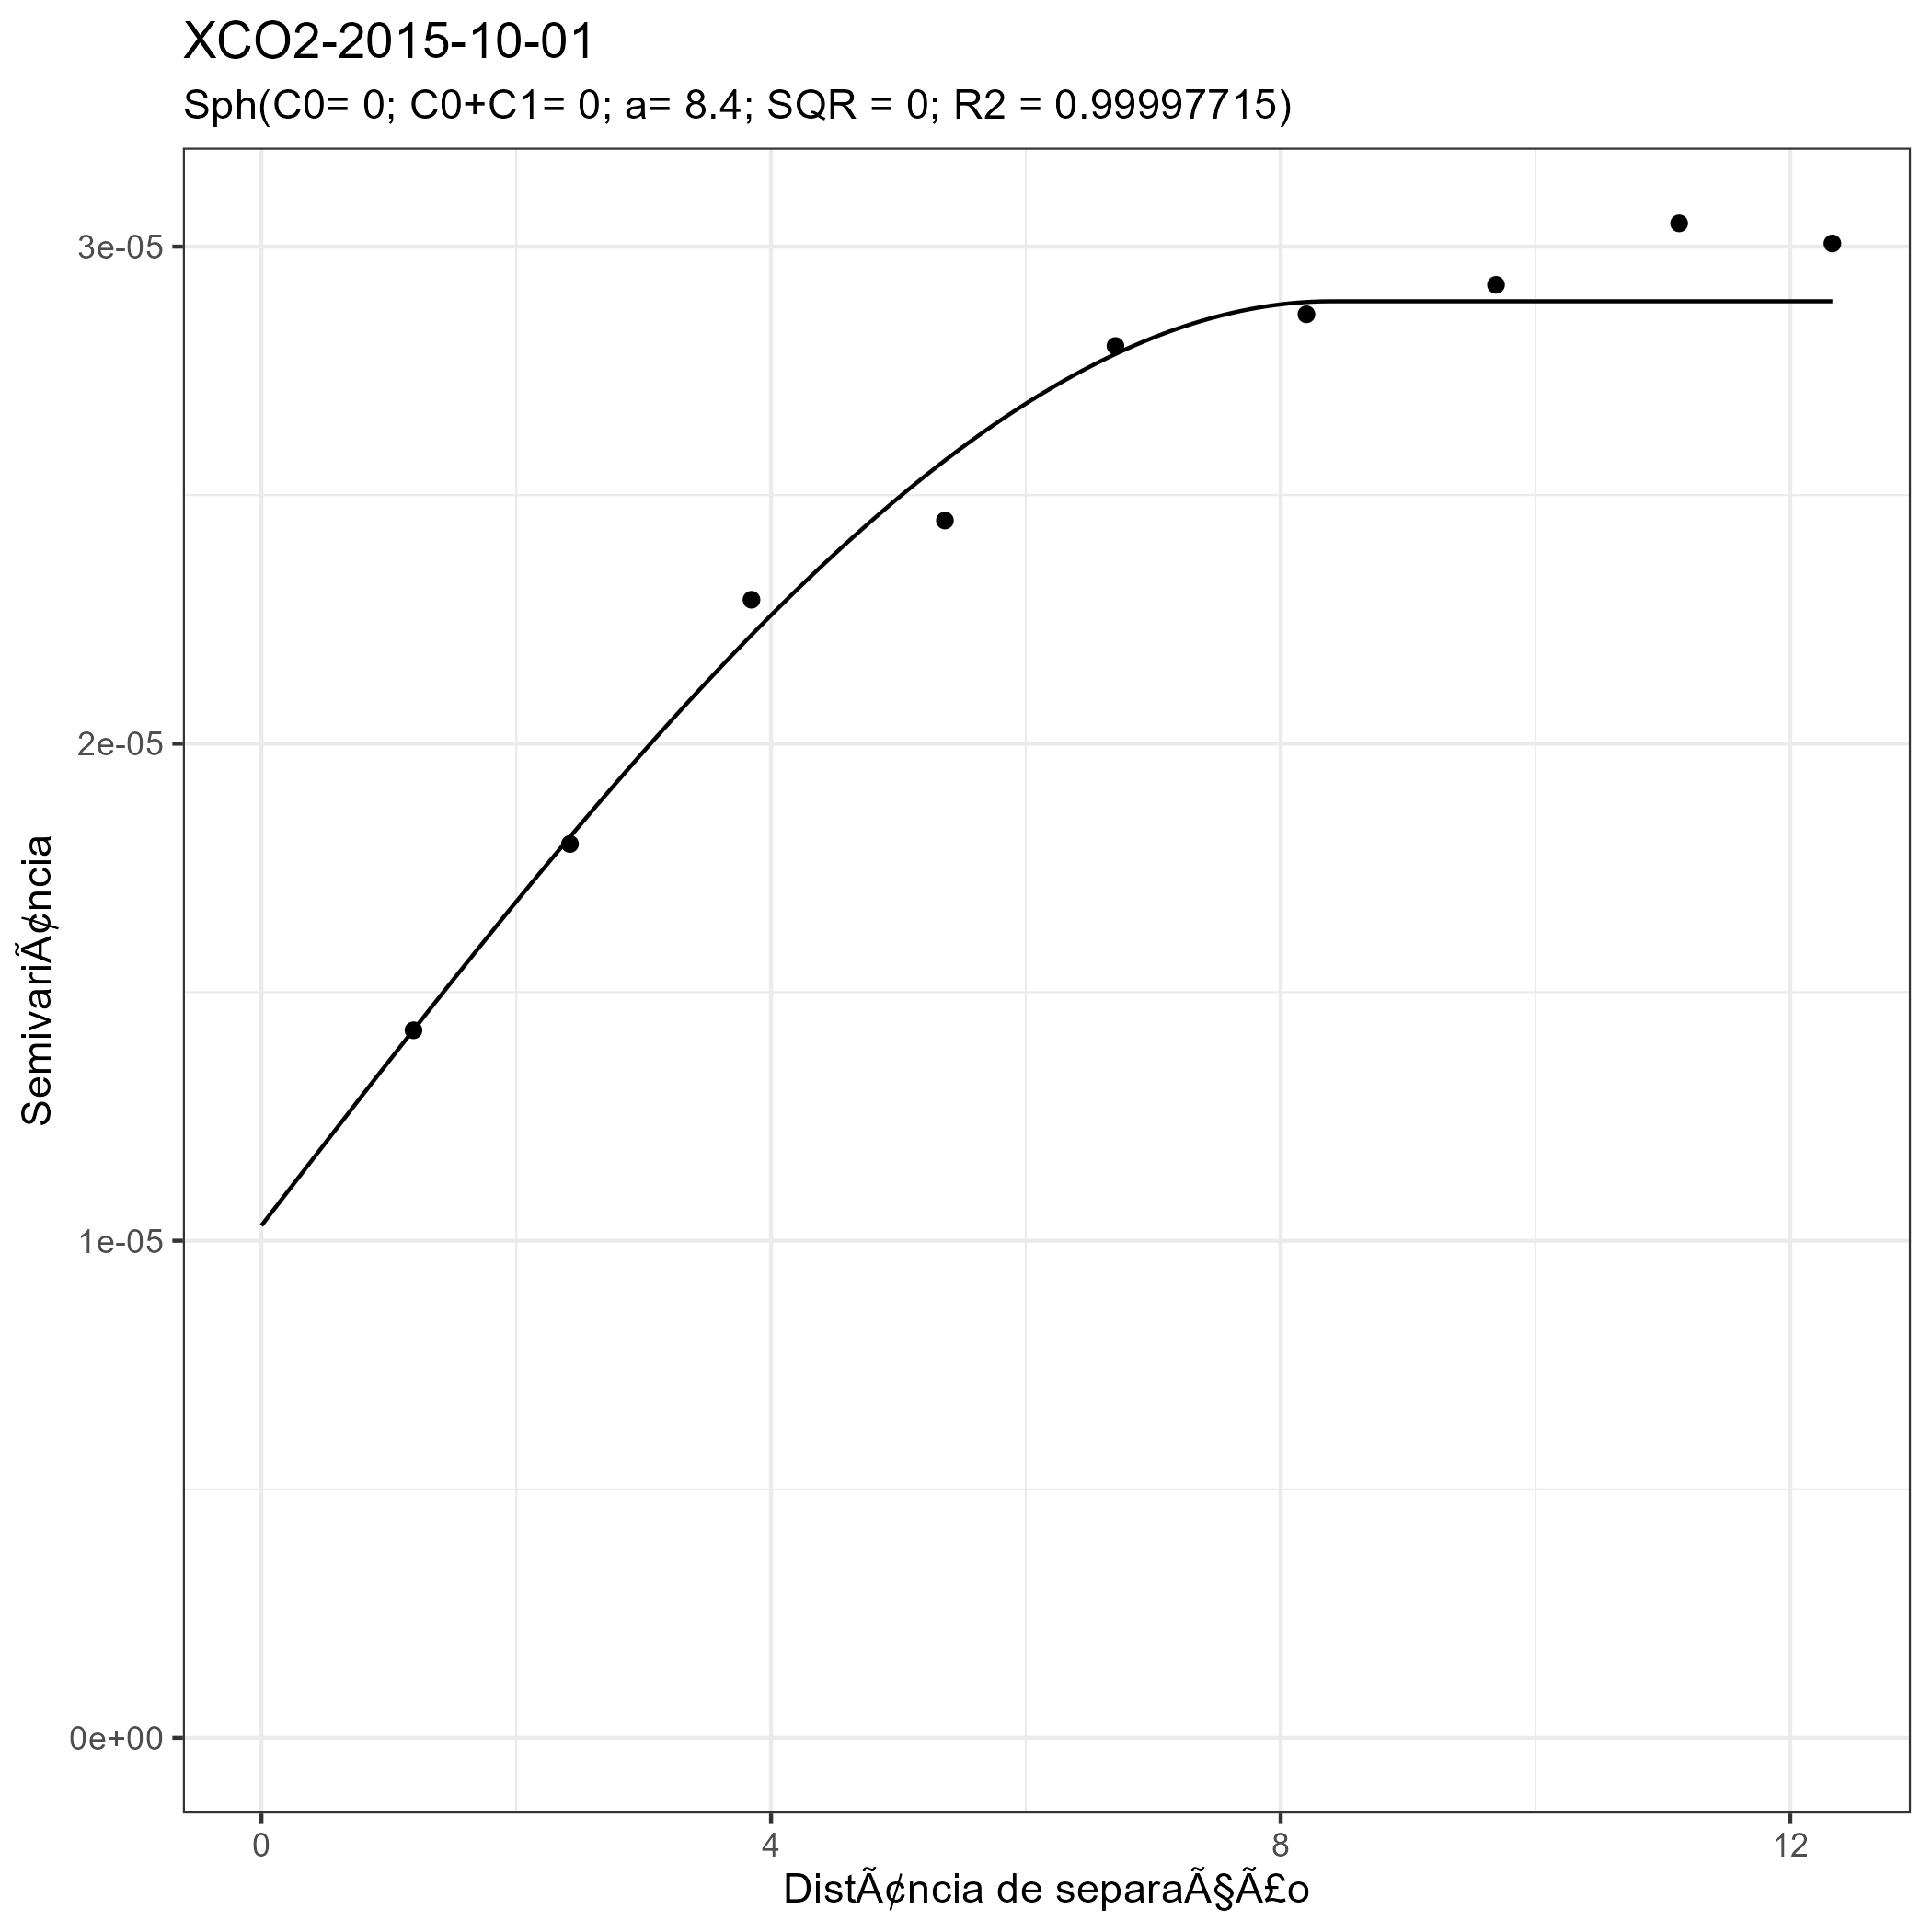 XCO2-2015-10-01
Sph(C0= 0; C0+C1= 0; a= 8.4; SQR = 0; R2 = 0.99997715)
SemivariÃ¢ncia
3e-05
2e-05
1e-05
0e+00
0
4
8
12
DistÃ¢ncia de separaÃ§Ã£o